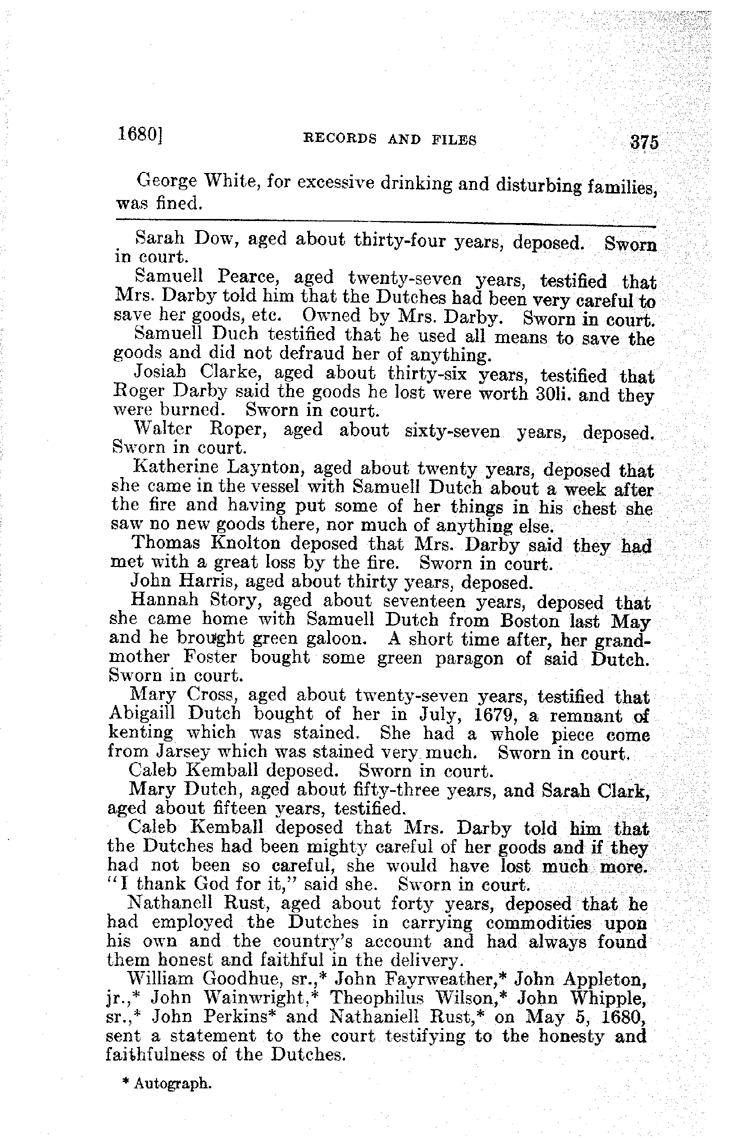 1680] RECORDS AND FILES 375
George White, for excessive drinking and disturbing families,
was fined.
Sarah Dow, aged about thirty-four years, deposed. Sworn
in court.
Samuell Pearce, aged twenty-seven years, testified that
Mrs. Darby told him that the Dutches had been very careful to
save her goods, etc. Owned by Mrs. Darby. Sworn in court.
Samuell Duch testified that he used all means to save the
goods and did not defraud her of anything.
Josiah Clarke, aged about thirty-six years, testified that
Roger Darby said the goods he lost were worth 30li. and they
were burned. Sworn in court.
Walter Roper, aged about sixty-seven years, deposed.
Sworn in court.
Katherine Laynton, aged about twenty years, deposed that
she came in the vessel with Samuell Dutch about a week after
the fire and having put some of her things in his chest she
saw no new goods there, nor much of anything else.
Thomas Knolton deposed that Mrs. Darby said they had
met with a great loss by the fire. Sworn in court.
John Harris, aged about thirty years, deposed.
Hannah Story, aged about seventeen years, deposed that
she came home with Samuell Dutch from Boston last May
and he brought green galoon. A short time after, her grand-
mother Foster bought some green paragon of said Dutch.
Sworn in court.
Mary Cross, aged about twenty-seven years, testified that
Abigaill Dutch bought of her in July, 1679, a remnant of
kenting which was stained. She had a whole piece come
from Jarsey which was stained very much. Sworn in court.
Caleb Kemball deposed. Sworn in court.
Mary Dutch, aged about fifty-three years, and Sarah Clark,
aged about fifteen years, testified.
Caleb Kemball deposed that Mrs. Darby told him that
the Dutches had been mighty careful of her goods and if they
had not been so careful, she would have lost much more.
"I thank God for it," said she. Sworn in court.
Nathanell Rust, aged about forty years, deposed that he
had employed the Dutches in carrying commodities upon
his own and the country's account and had always found
them honest and faithful in the delivery.
William Goodhue, sr.,* John Fayrweather,* John Appleton,
jr.,* John Wainwright,* Theophilus Wilson,* John Whipple,
sr.,* John Perkins* and Nathaniell Rust,* on May 5, 1680,
sent a statement to the court testifying to the honesty and
faithfulness of the Dutches.
* Autograph.